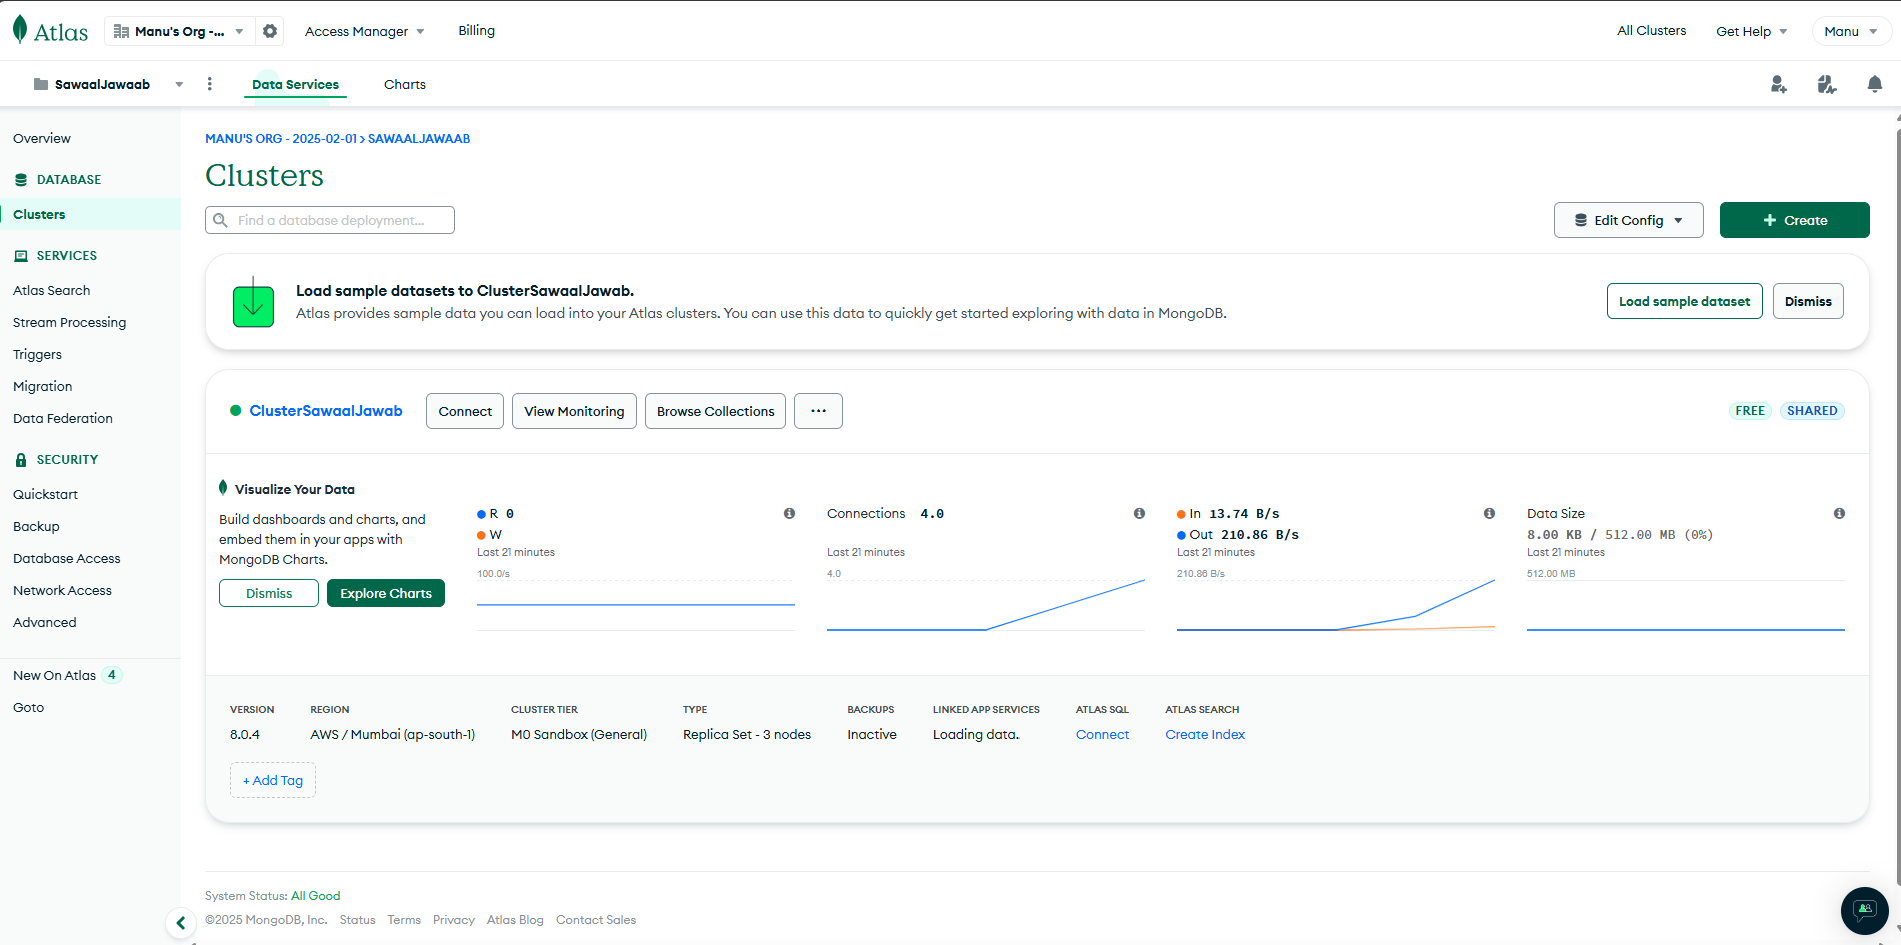 Atlas
Manu's Org -...
Access Manager
Billing
All Clusters
Get Help
Manu
SawaalJawaab
Data Services
Charts
Overview
DATABASE
Clusters
SERVICES
Atlas Search
Stream Processing
Triggers
Migration
Data Federation
SECURITY
Quickstart
Backup
Database Access
Network Access
Advanced
New On Atlas 4
Goto
MANU'S ORG - 2025-02-01 > SAWAALJAWAAB
Clusters
Find a database deployment...
Edit Config
+ Create
Load sample datasets to ClusterSawaalJawab.
Atlas provides sample data you can load into your Atlas clusters. You can use this data to quickly get started exploring with data in MongoDB.
Load sample dataset
Dismiss
ClusterSawaalJawab
Connect
View Monitoring
Browse Collections
...
FREE
SHARED
Visualize Your Data
Build dashboards and charts, and
embed them in your apps with
MongoDB Charts.
Dismiss
Explore Charts
R 0
W
Last 21 minutes
100.0/s
Connections 4.0
Last 21 minutes
4.0
In 13.74 B/s
Out 210.86 B/s
Last 21 minutes
210.86 B/s
Data Size
8.00 KB / 512.00 MB (0%)
Last 21 minutes
512.00 MB
VERSION
8.0.4
REGION
AWS / Mumbai (ap-south-1)
CLUSTER TIER
M0 Sandbox (General)
TYPE
Replica Set - 3 nodes
BACKUPS
Inactive
LINKED APP SERVICES
Loading data..
ATLAS SQL
Connect
ATLAS SEARCH
Create Index
+ Add Tag
System Status: All Good
©2025 MongoDB, Inc.
Status
Terms
Privacy
Atlas Blog
Contact Sales